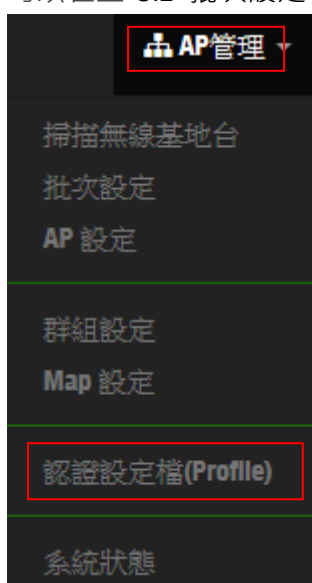 AP管理
掃描無線基地台
批次設定
AP 設定
群組設定
Map 設定
認證設定檔(Profile)
系統狀態